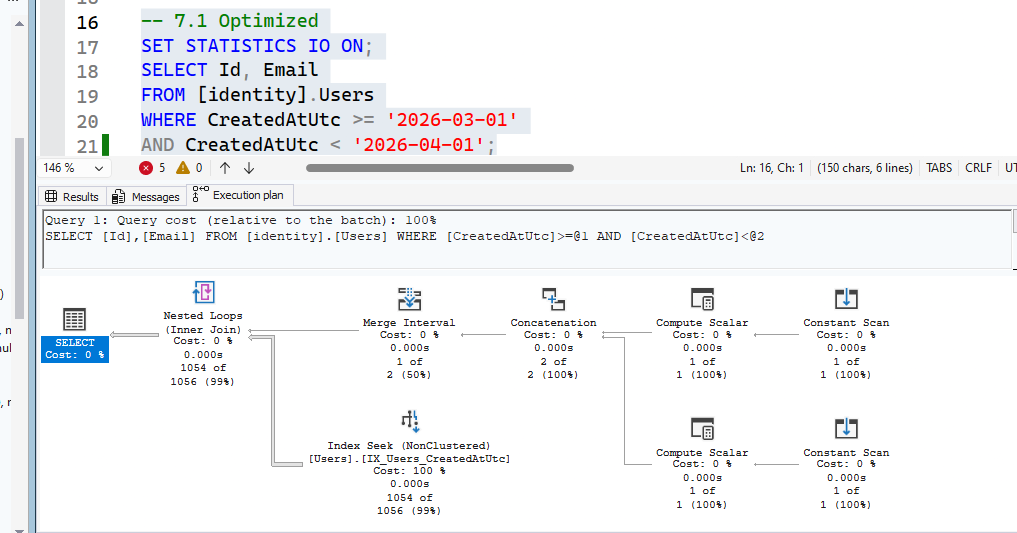 16 -- 7.1 Optimized
17 SET STATISTICS IO ON;
18 SELECT Id, Email
19 FROM [identity].Users
20 WHERE CreatedAtUtc >= '2026-03-01'
21 AND CreatedAtUtc < '2026-04-01';
146 % 5 0 Ln: 16, Ch: 1 (150 chars, 6 lines) TABS CRLF
Results Messages Execution plan
Query 1: Query cost (relative to the batch): 100%
SELECT [Id],[Email] FROM [identity].[Users] WHERE [CreatedAtUtc]>=@1 AND [CreatedAtUtc]<@2
SELECT
Cost: 0 %
Nested Loops
(Inner Join)
Cost: 0 %
0.000s
1054 of
1056 (99%)
Merge Interval
Cost: 0 %
0.000s
1 of
2 (50%)
Concatenation
Cost: 0 %
0.000s
2 of
2 (100%)
Compute Scalar
Cost: 0 %
0.000s
1 of
1 (100%)
Constant Scan
Cost: 0 %
0.000s
1 of
1 (100%)
Index Seek (NonClustered)
[Users].[IX_Users_CreatedAtUtc]
Cost: 100 %
0.000s
1054 of
1056 (99%)
Compute Scalar
Cost: 0 %
0.000s
1 of
1 (100%)
Constant Scan
Cost: 0 %
0.000s
1 of
1 (100%)